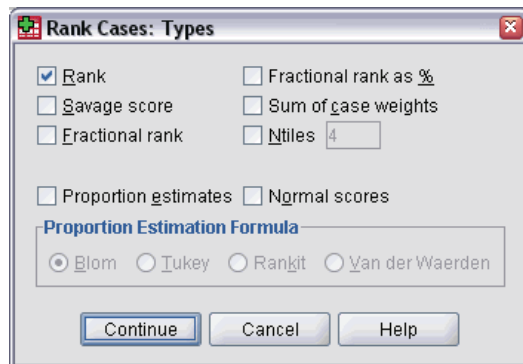 Rank Cases: Types
Rank Fractional rank as %
Savage score Sum of case weights
Fractional rank Ntiles 4
Proportion estimates Normal scores
Proportion Estimation Formula
Blom Tukey Rankit Van der Waerden
Continue Cancel Help